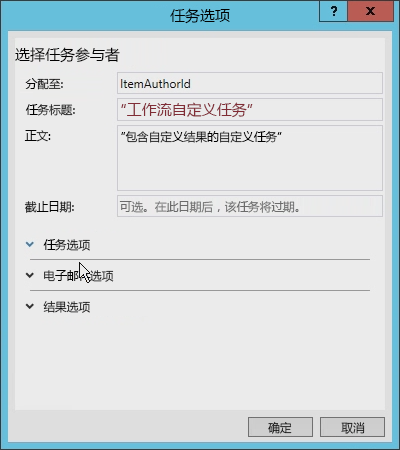 任务选项
? x
选择任务参与者
分配至: ItemAuthorId
任务标题: "工作流自定义任务"
正文: "包含自定义结果的自定义任务"
截止日期: 可选。在此日期后，该任务将过期。
任务选项
电子邮件选项
结果选项
确定 取消